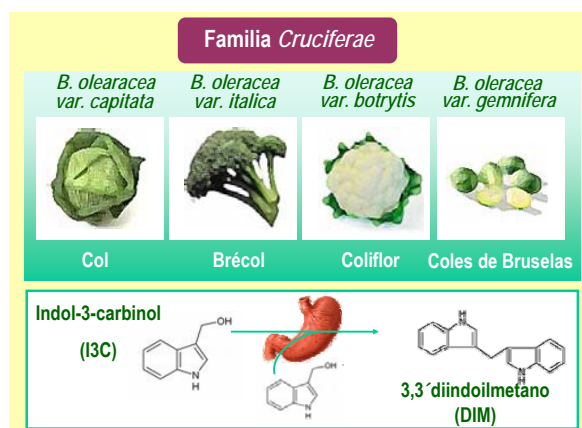 Familia Cruciferae
B. olearacea
var. capitata
B. oleracea
var. italica
B. oleracea
var. botrytis
B. oleracea
var. gemnifera
Col
Brécol
Coliflor
Coles de Bruselas
Indol-3-carbinol
(I3C)
OH
N
H
OH
N
H
H
N
N
H
3,3´diindoilmetano
(DIM)